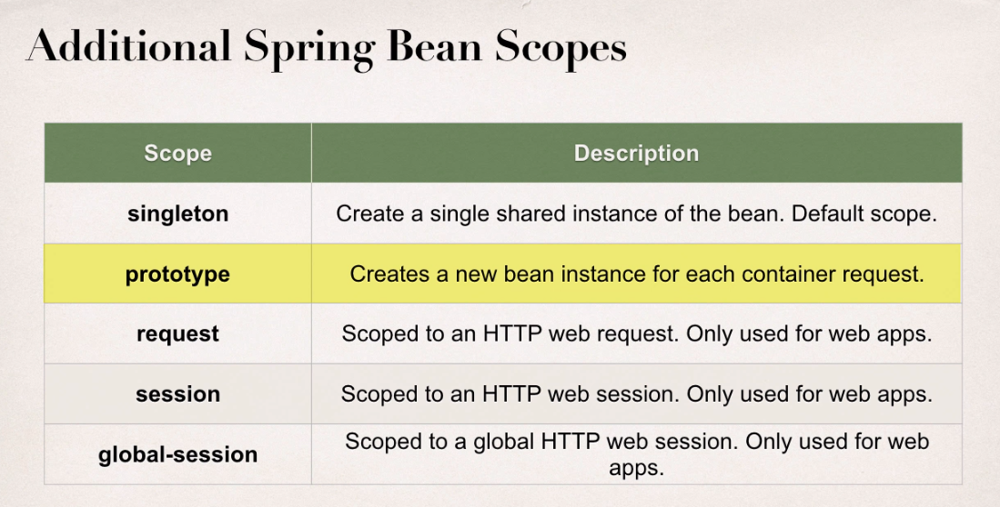 Additional Spring Bean Scopes
Scope Description
singleton Create a single shared instance of the bean. Default scope.
prototype Creates a new bean instance for each container request.
request Scoped to an HTTP web request. Only used for web apps.
session Scoped to an HTTP web session. Only used for web apps.
global-session Scoped to a global HTTP web session. Only used for web
apps.